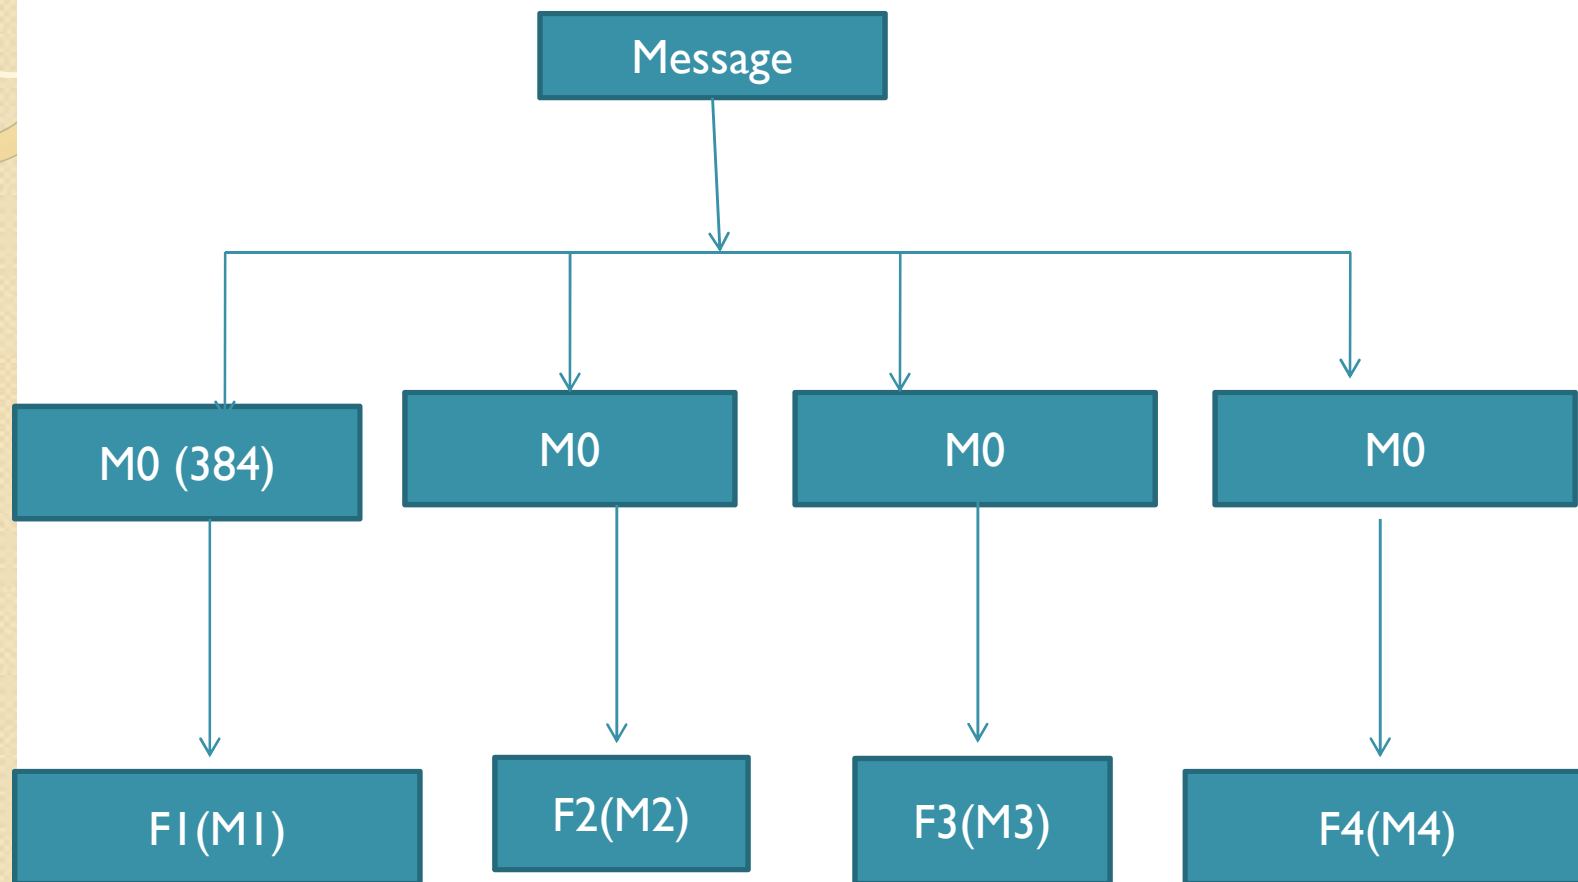 Message
M0 (384)
M0
M0
M0
F1(M1)
F2(M2)
F3(M3)
F4(M4)